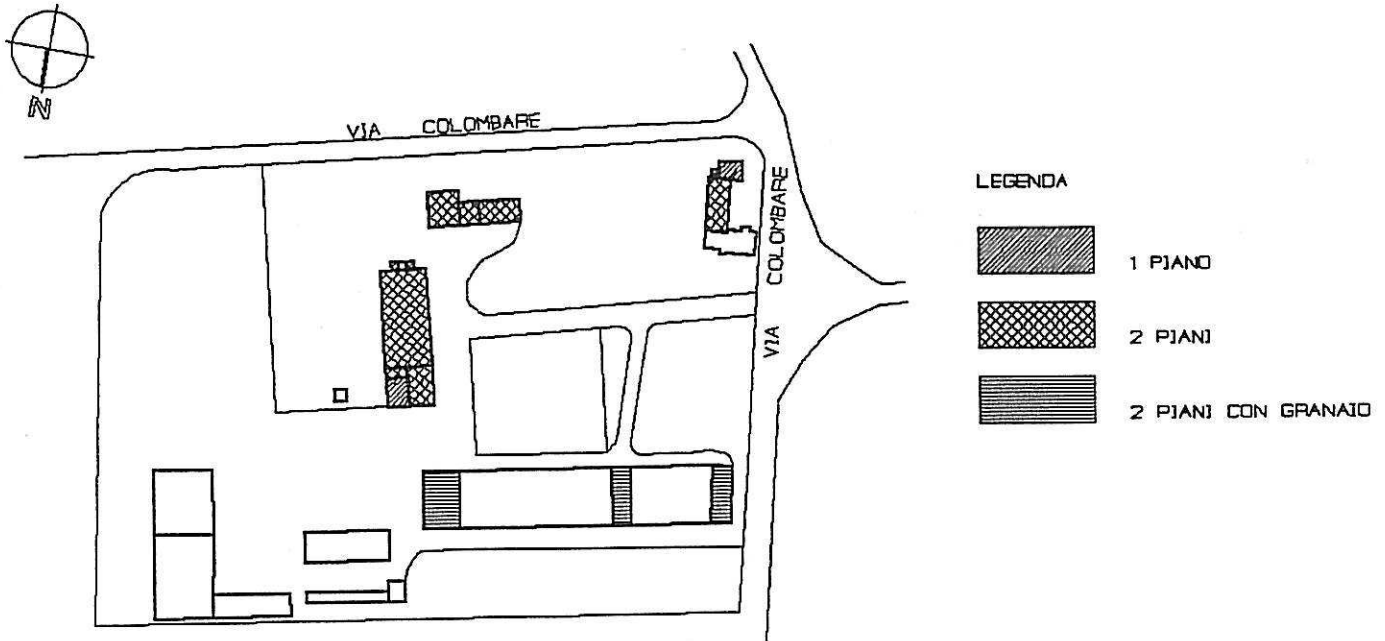 N
VIA COLOMBARE
VIA COLOMBARE
LEGENDA
1 PIANO
2 PIANI
2 PIANI CON GRANAIO